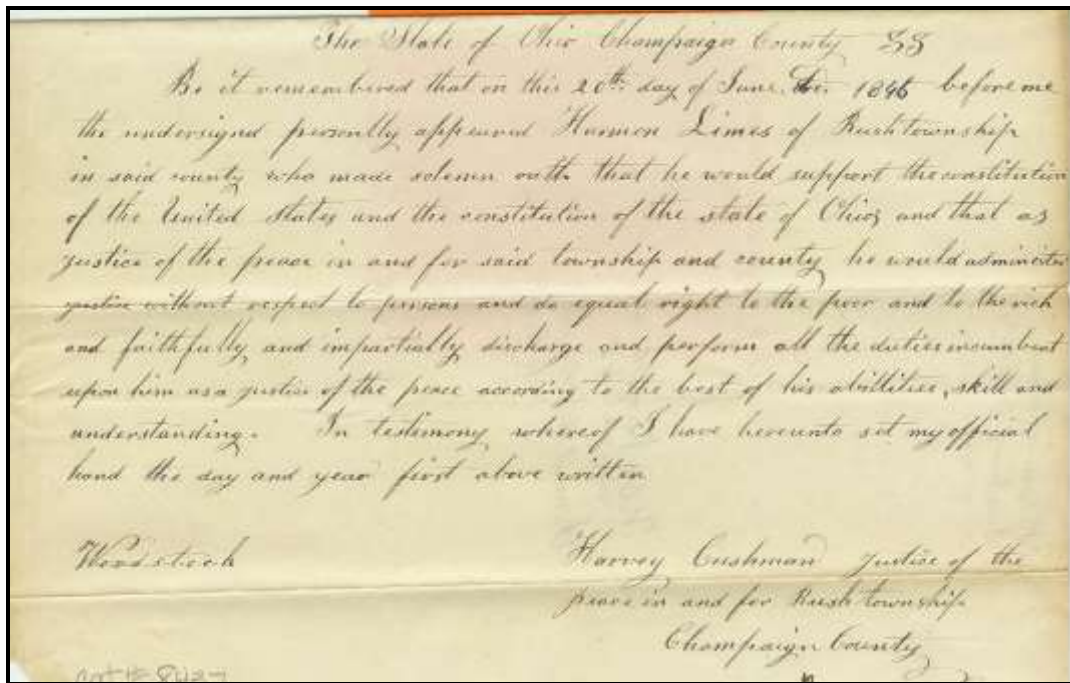 The State of Ohio Champaign County SS
Be it remembered that on this 20th day of June 1846 before me
the undersigned personlly appeared Harmon Limes of Rush township
in said county who made solemn oath that he would support the constitution
of the United States and the constitution of the state of Ohio, and that as
justice of the peace in and for said township and county he would administer
justice without respect to persons and do equal right to the poor and to the rich
and faithfully and impartially discharge and perform all the duties incumbent
upon him as a justice of the peace according to the best of his abillities, skill and
understanding. In testimony whereof I have hereunto set my official
hand the day and year first above written
Woodstock
Harvey Cushman Justice of the
peace in and for Rush township
Champaign County